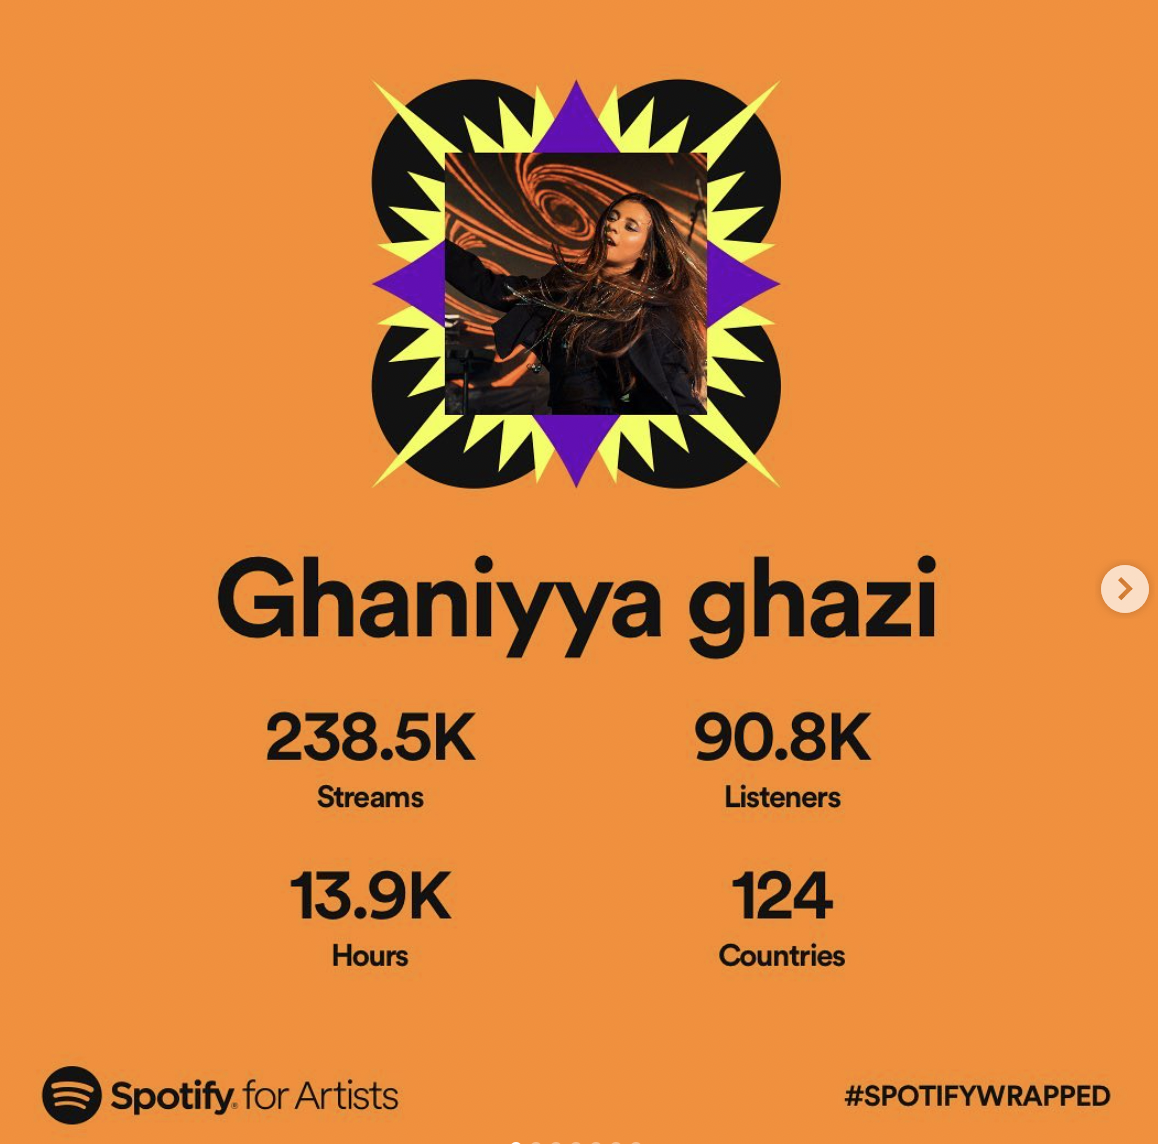 Ghaniyya ghazi
238.5K
Streams
90.8K
Listeners
13.9K
Hours
124
Countries
Spotify for Artists
#SPOTIFYWRAPPED